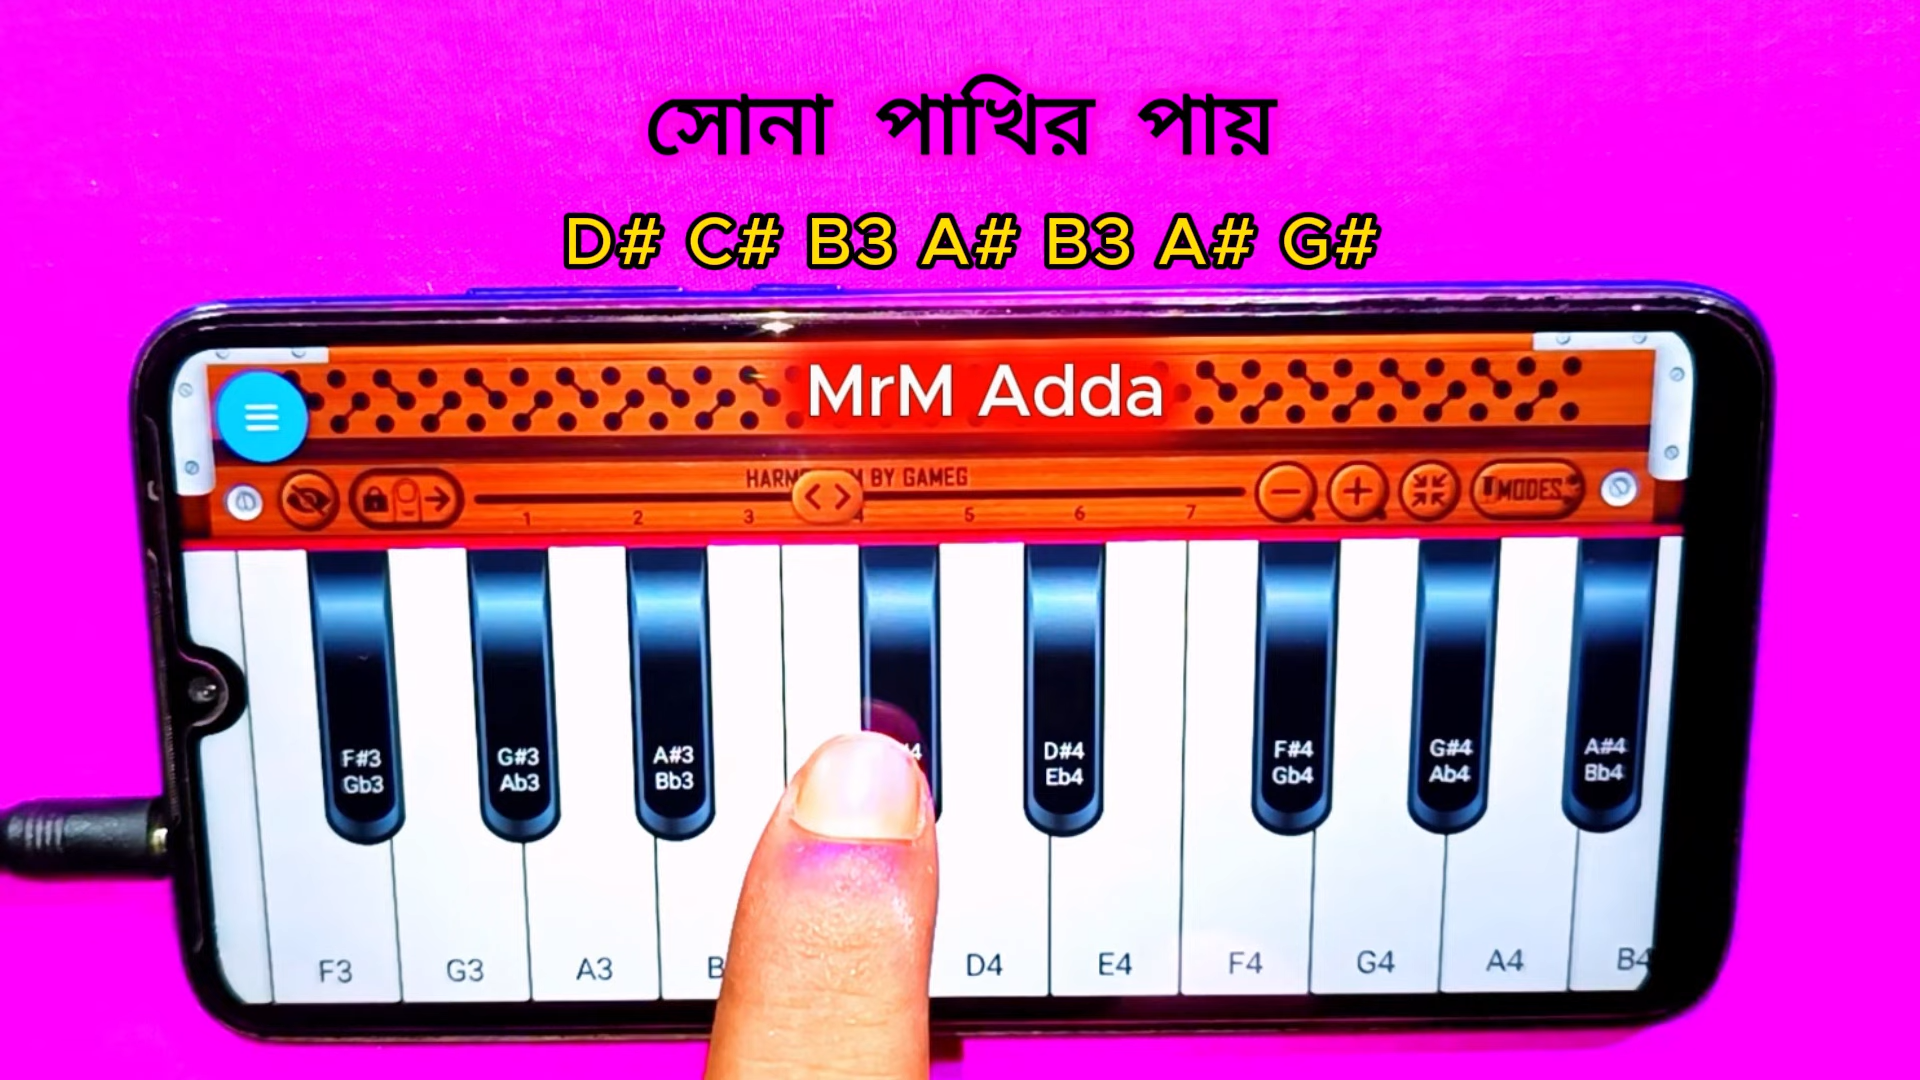 সোনা পাখির পায়
D# C# B3 A# B3 A# G#
MrM Adda
BY GAMEG
MODES
1 2 3 4 5 6 7
F#3 G#3 A#3 D#4 F#4 G#4 A#4
Gb3 Ab3 Bb3 Eb4 Gb4 Ab4 Bb4
F3 G3 A3 D4 E4 F4 G4 A4 B4